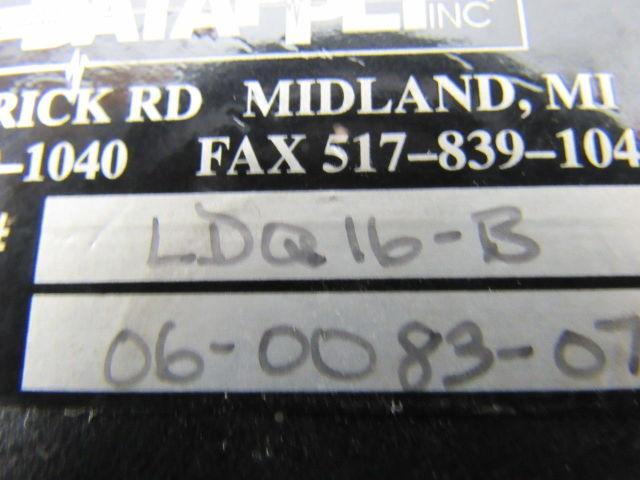 INC
RICK RD MIDLAND, MI
-1040 FAX 517-839-104
#
LDQ16-B
06-0083-07